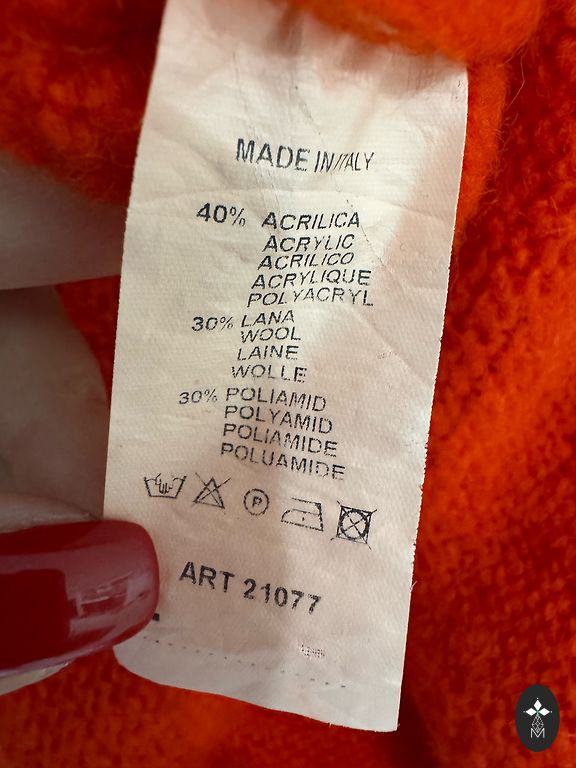 MADE IN ITALY
40% ACRILICA
ACRYLIC
ACRILICO
ACRYLIQUE
POLYACRYL
30% LANA
WOOL
LAINE
WOLLE
30% POLIAMID
POLYAMID
POLIAMIDE
POLUAMIDE
P
ART 21077
M